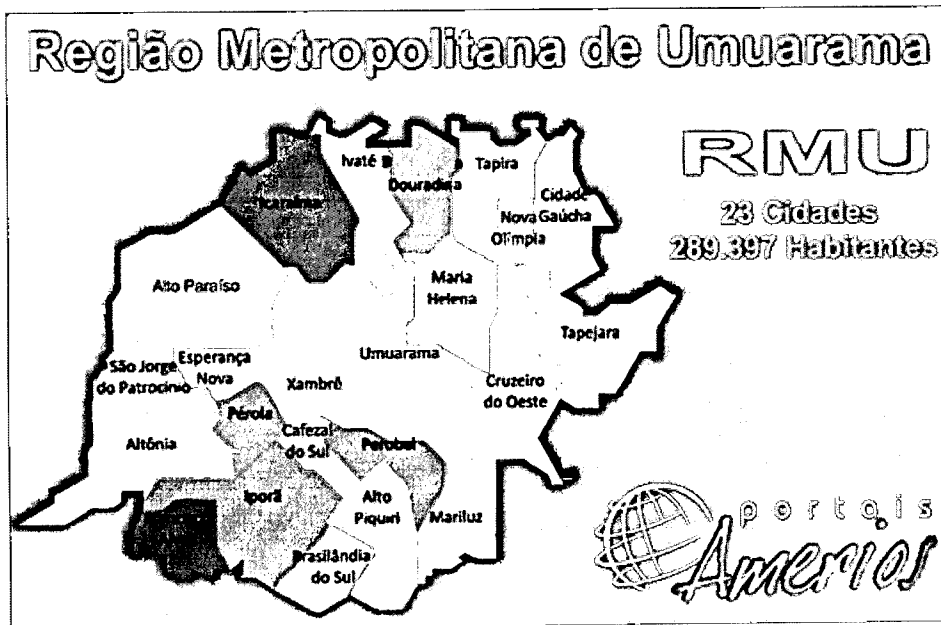 Região Metropolitana de Umuarama
RMU
23 Cidades
289.397 Habitantes
Ivaté
Douradina
Tapira
Icaraíma
Cidade
Gaúcha
Nova
Olímpia
Alto Paraíso
Maria
Helena
Tapejara
Umuarama
São Jorge
do Patrocínio
Esperança
Nova
Xambrê
Cruzeiro
do Oeste
Pérola
Cafezal
do Sul
Perobal
Altônia
Iporã
Alto
Piquiri
Mariluz
Brasilândia
do Sul
portais
Amerios